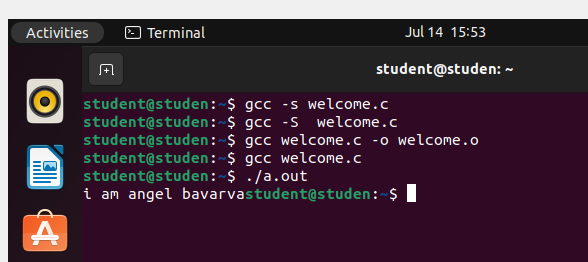 Activities Terminal Jul 14 15:53
student@studen: ~
student@studen:~$ gcc -s welcome.c
student@studen:~$ gcc -S  welcome.c
student@studen:~$ gcc welcome.c -o welcome.o
student@studen:~$ gcc welcome.c
student@studen:~$ ./a.out
i am angel bavarvastudent@studen:~$